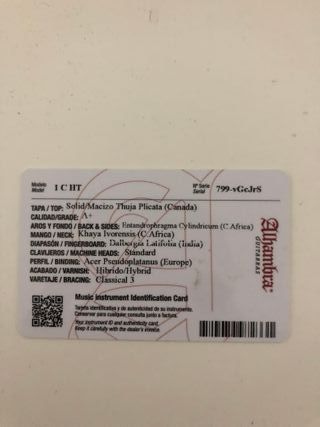 Modelo
Model
1 C HT
Nº Serie
Serial
799-vGcJrS
TAPA / TOP: Solid/Macizo Thuja Plicata (Canada)
CALIDAD/GRADE: A+
AROS Y FONDO / BACK & SIDES: Entandrophragma Cylindricum (C.Africa)
MANGO / NECK: Khaya Ivorensis (C.Africa)
DIAPASÓN / FINGERBOARD: Dalbergia Latifolia (India)
CLAVIJEROS / MACHINE HEADS: Standard
PERFIL / BINDING: Acer Pseudoplatanus (Europe)
ACABADO / VARNISH: Hibrido/Hybrid
VARETAJE / BRACING: Classical 3
Alhambra
GUITARRAS
Music instrument Identification Card
Tarjeta identificativa y de autenticidad de su instrumento.
Conservar para cualquier consulta junto a factura.
Your instrument ID and authenticity card.
Keep it carefully with the dealer's invoice.